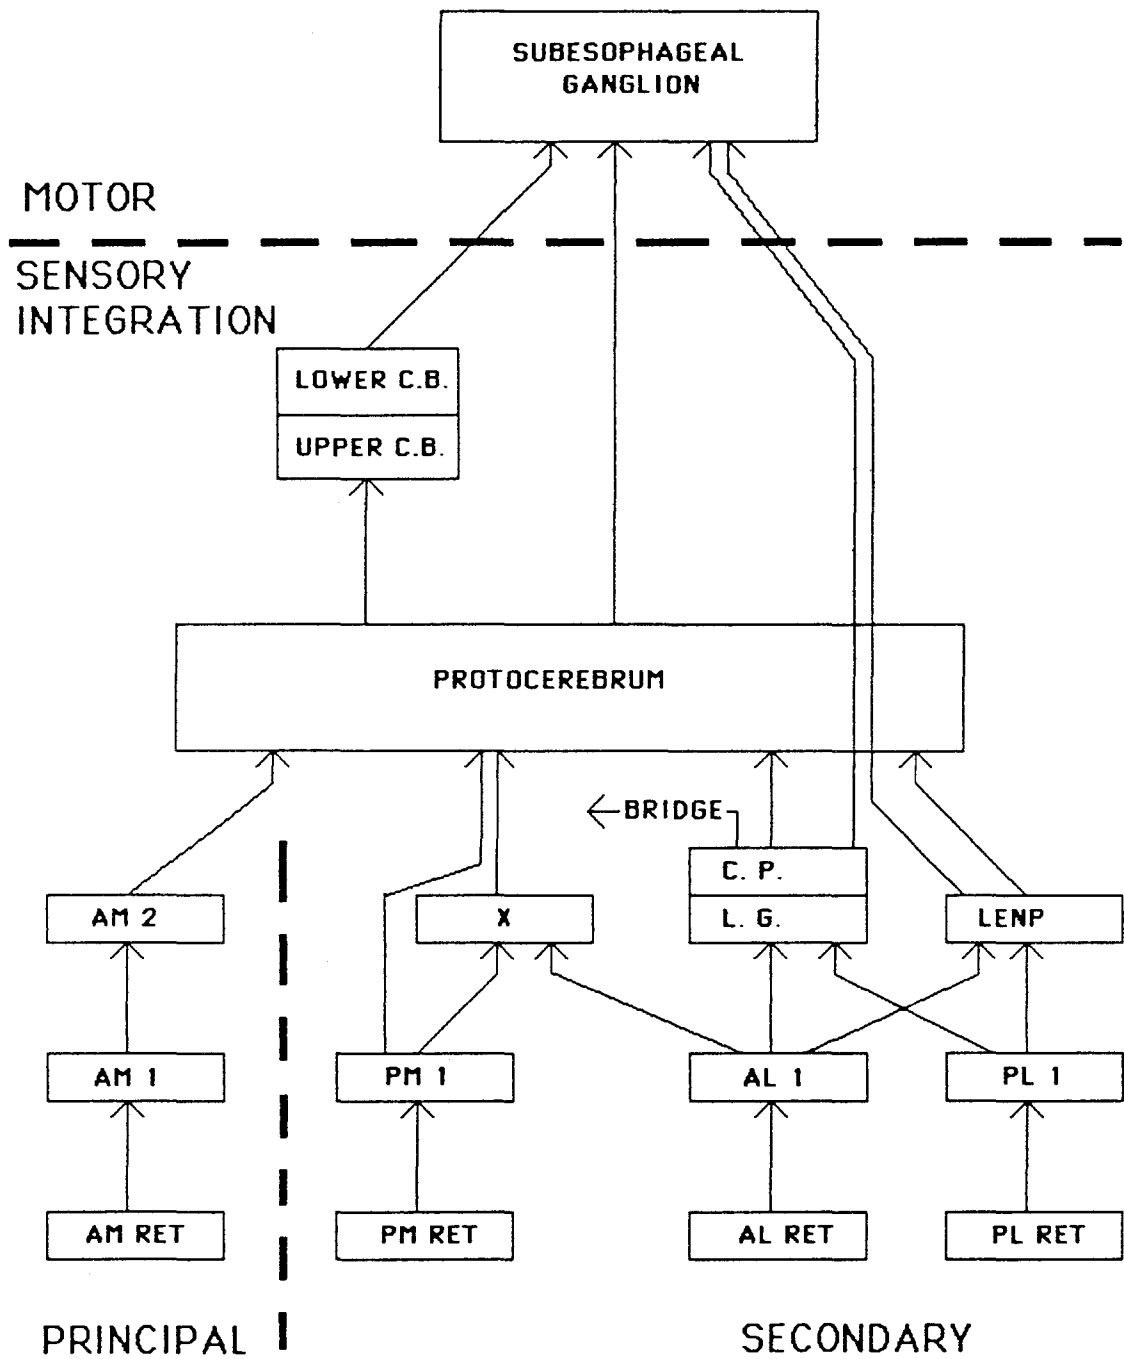 SUBESOPHAGEAL
GANGLION
MOTOR
SENSORY
INTEGRATION
LOWER C.B.
UPPER C.B.
PROTOCEREBRUM
BRIDGE
C. P.
AM 2
X
L. G.
LENP
AM 1
PM 1
AL 1
PL 1
AM RET
PM RET
AL RET
PL RET
PRINCIPAL
SECONDARY